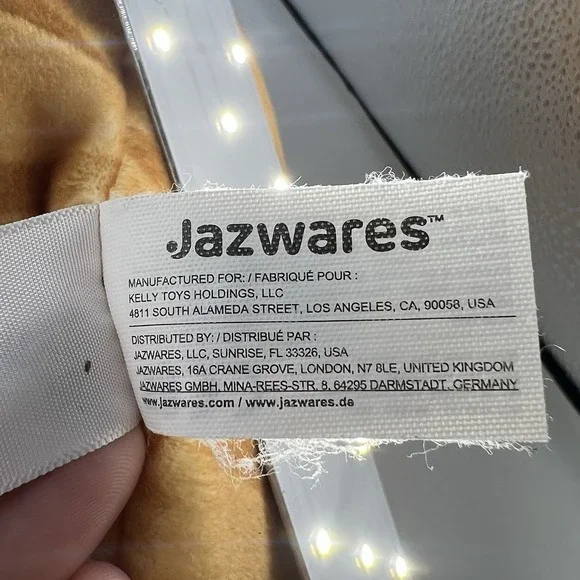 Jazwares™
MANUFACTURED FOR: / FABRIQUÉ POUR :
KELLY TOYS HOLDINGS, LLC
4811 SOUTH ALAMEDA STREET, LOS ANGELES, CA, 90058, USA
DISTRIBUTED BY: / DISTRIBUÉ PAR :
JAZWARES, LLC, SUNRISE, FL 33326, USA
JAZWARES, 16A CRANE GROVE, LONDON, N7 8LE, UNITED KINGDOM
JAZWARES GMBH, MINA-REES-STR. 8, 64295 DARMSTADT, GERMANY
www.jazwares.com / www.jazwares.de